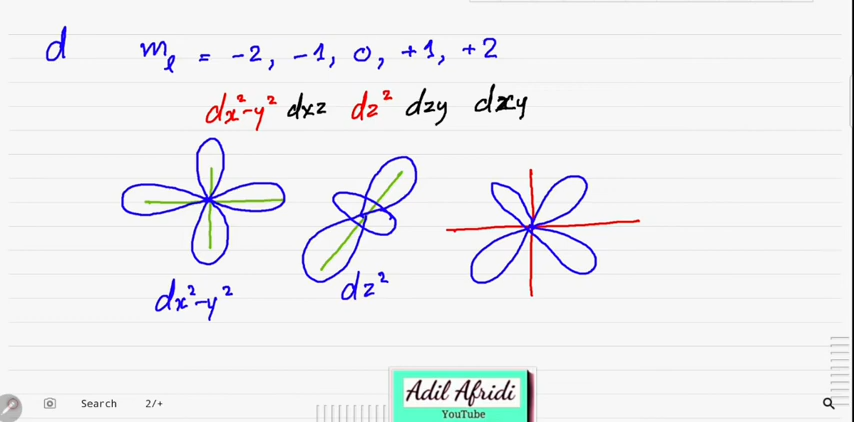 d mₗ = -2, -1, 0, +1, +2
dx²-y² dxz dz² dzy dxy
dx²-y² dz²
Adil Afridi
YouTube
Search 2/+